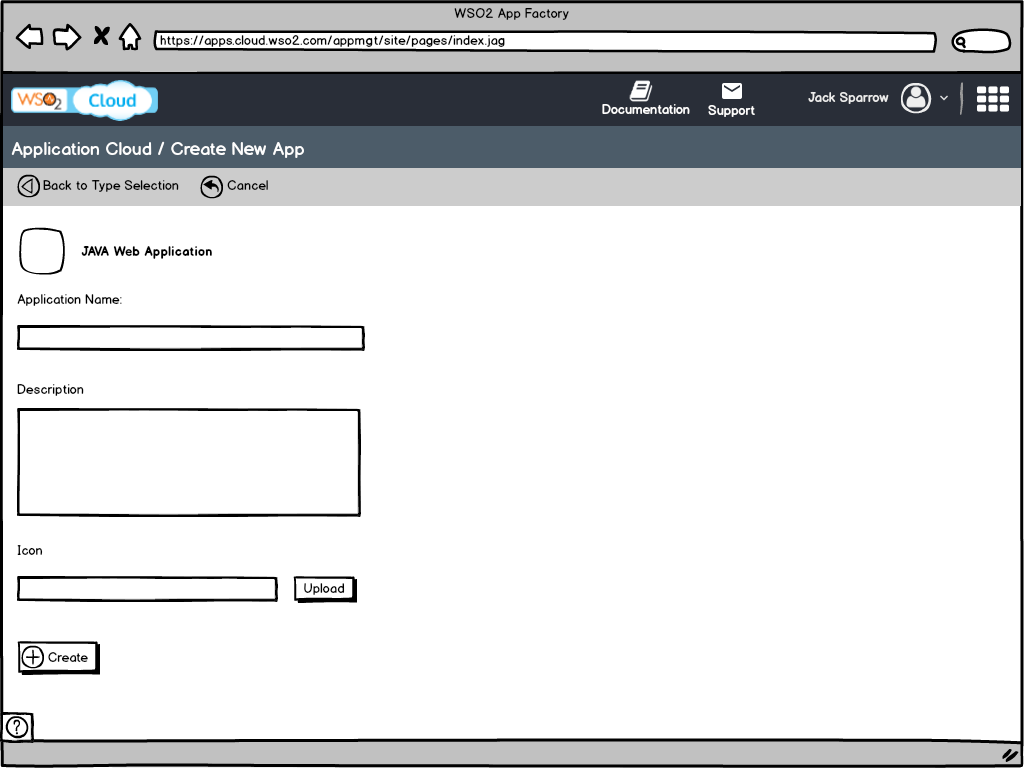 WSO2 App Factory
https://apps.cloud.wso2.com/appmgt/site/pages/index.jag
WSO2 Cloud
Documentation
Support
Jack Sparrow
Application Cloud / Create New App
Back to Type Selection
Cancel
JAVA Web Application
Application Name:
Description
Icon
Upload
Create
?